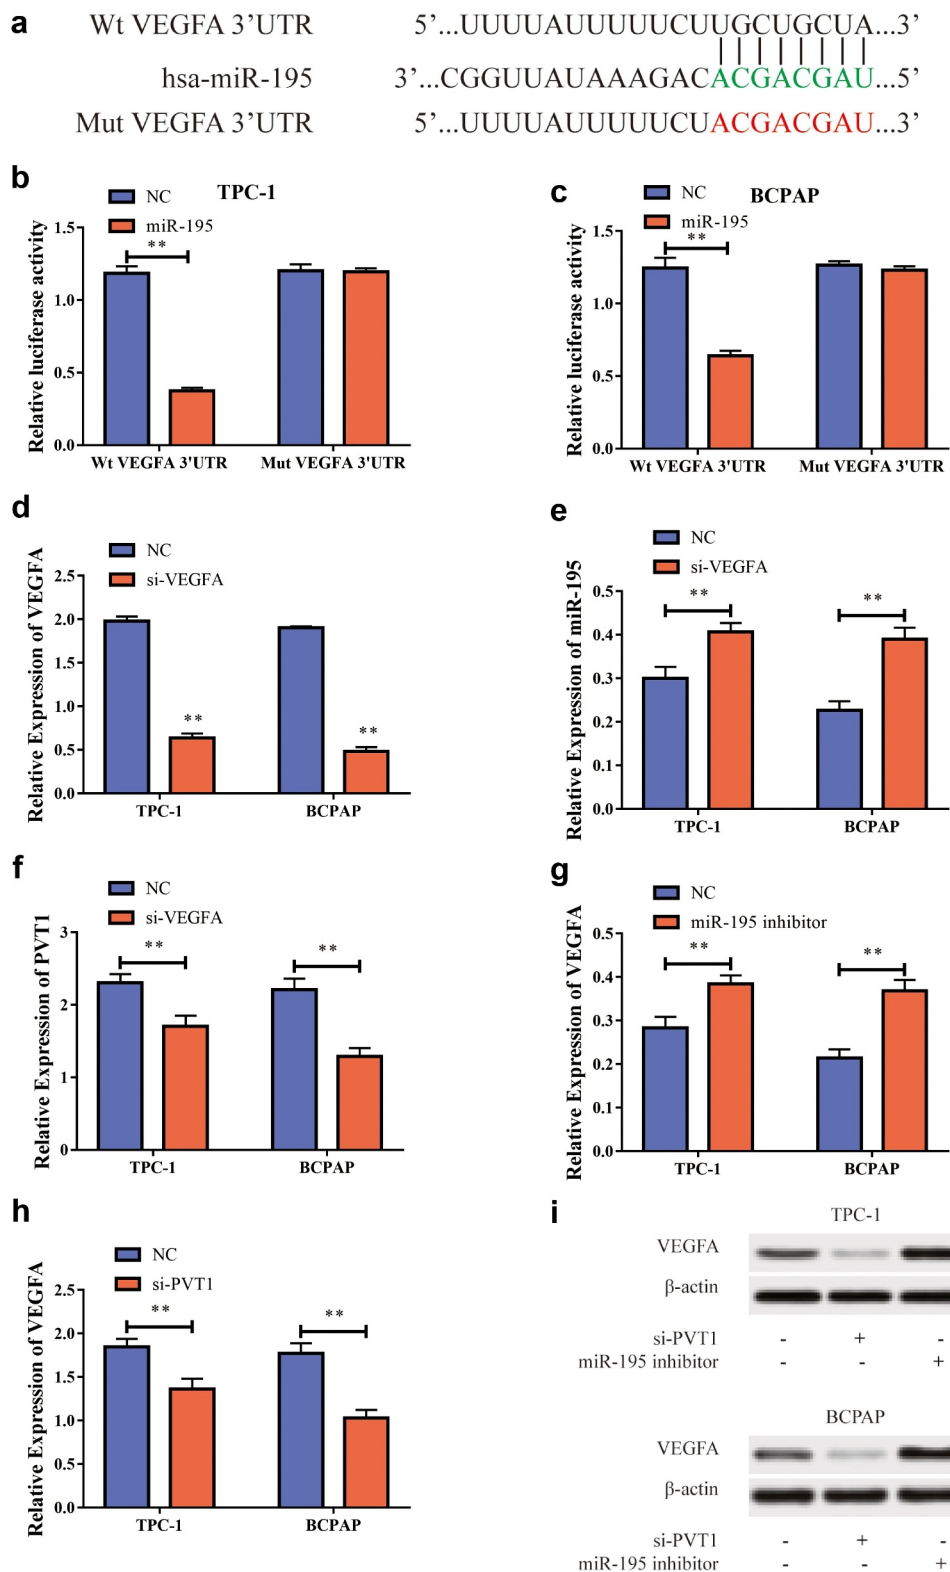 a
Wt VEGFA 3’UTR 5’...UUUUAUUUUUCUUGCUGCUA...3’
hsa-miR-195 3’...CGGUUAUAAAGACACGACGAU...5’
Mut VEGFA 3’UTR 5’...UUUUAUUUUUCUACGACGAU...3’
b
TPC-1
NC
miR-195
Relative luciferase activity
1.5
1.0
0.5
0.0
**
Wt VEGFA 3'UTR Mut VEGFA 3'UTR
c
BCPAP
NC
miR-195
Relative luciferase activity
1.5
1.0
0.5
0.0
**
Wt VEGFA 3'UTR Mut VEGFA 3'UTR
d
NC
si-VEGFA
Relative Expression of VEGFA
2.5
2.0
1.5
1.0
0.5
0.0
** **
TPC-1 BCPAP
e
NC
si-VEGFA
Relative Expression of miR-195
0.5
0.4
0.3
0.2
0.1
0.0
** **
TPC-1 BCPAP
f
NC
si-VEGFA
Relative Expression of PVT1
3
2
1
0
** **
TPC-1 BCPAP
g
NC
miR-195 inhibitor
Relative Expression of VEGFA
0.5
0.4
0.3
0.2
0.1
0.0
** **
TPC-1 BCPAP
h
NC
si-PVT1
Relative Expression of VEGFA
2.5
2.0
1.5
1.0
0.5
0.0
** **
TPC-1 BCPAP
i
TPC-1
VEGFA
β-actin
si-PVT1 - + -
miR-195 inhibitor - - +
BCPAP
VEGFA
β-actin
si-PVT1 - + -
miR-195 inhibitor - - +